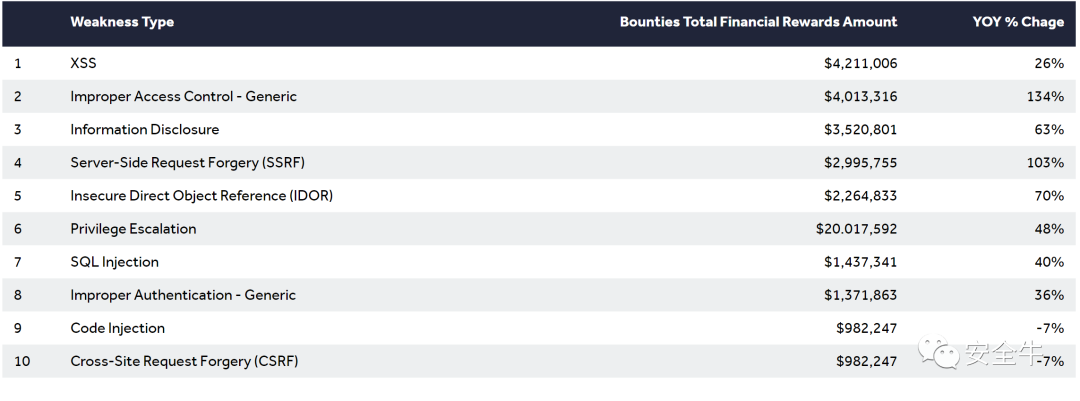 Weakness Type Bounties Total Financial Rewards Amount YOY % Chage
1 XSS $4,211,006 26%
2 Improper Access Control - Generic $4,013,316 134%
3 Information Disclosure $3,520,801 63%
4 Server-Side Request Forgery (SSRF) $2,995,755 103%
5 Insecure Direct Object Reference (IDOR) $2,264,833 70%
6 Privilege Escalation $20.017,592 48%
7 SQL Injection $1,437,341 40%
8 Improper Authentication - Generic $1,371,863 36%
9 Code Injection $982,247 -7%
10 Cross-Site Request Forgery (CSRF) $982,247 -7%
安全牛